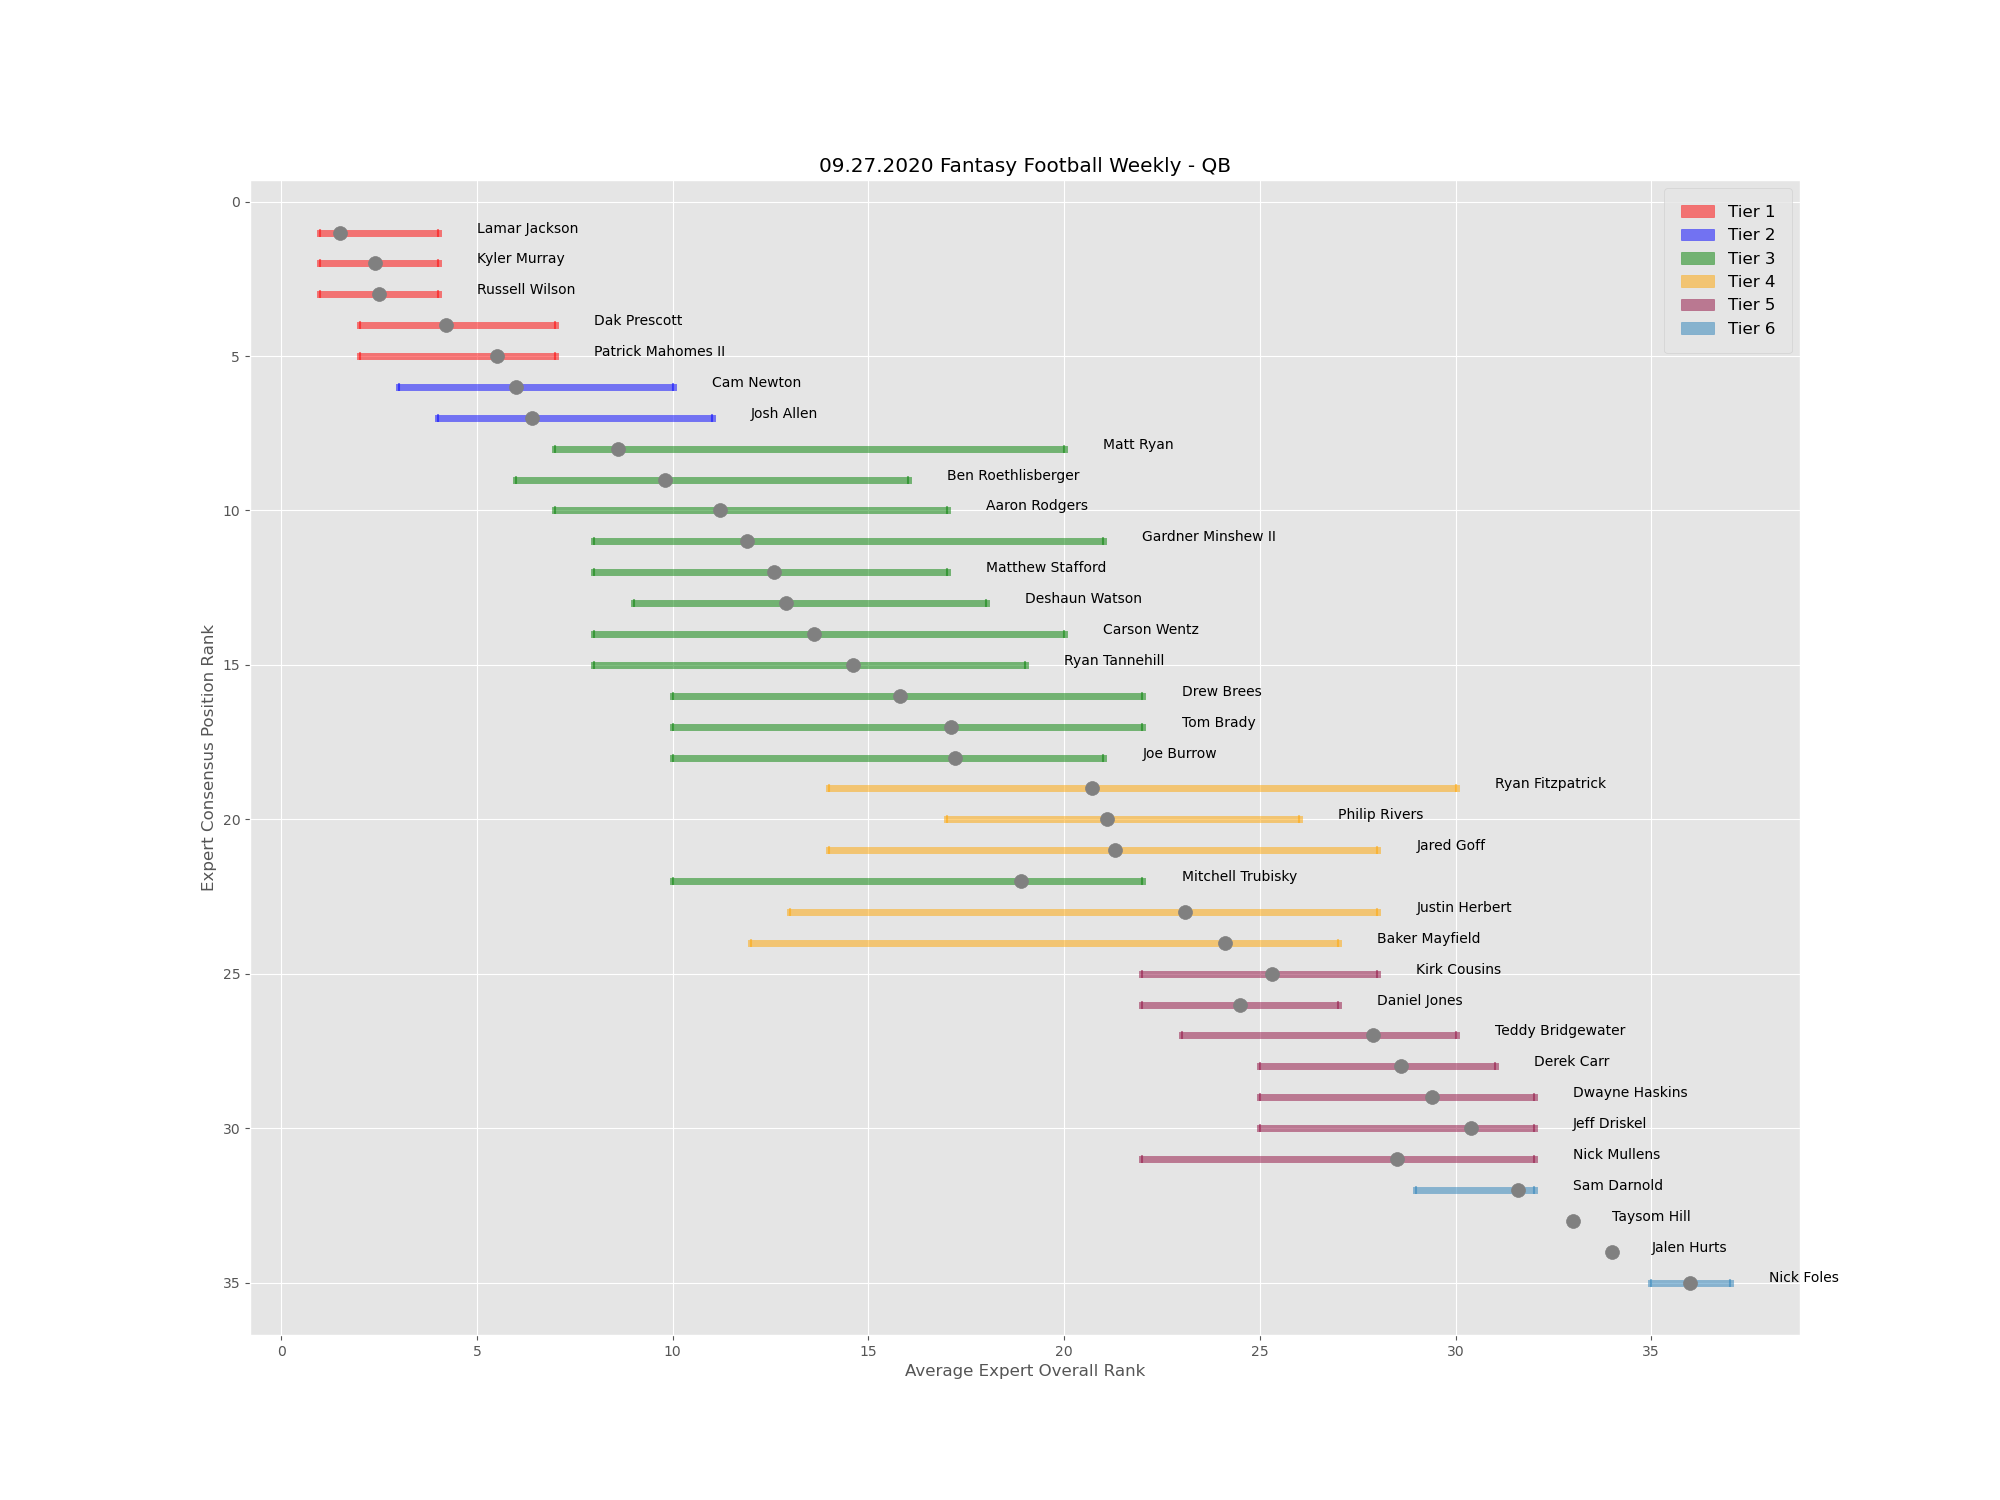 09.27.2020 Fantasy Football Weekly - QB
Tier 1
Tier 2
Tier 3
Tier 4
Tier 5
Tier 6
Lamar Jackson
Kyler Murray
Russell Wilson
Dak Prescott
Patrick Mahomes II
Cam Newton
Josh Allen
Matt Ryan
Ben Roethlisberger
Aaron Rodgers
Gardner Minshew II
Matthew Stafford
Deshaun Watson
Carson Wentz
Ryan Tannehill
Drew Brees
Tom Brady
Joe Burrow
Ryan Fitzpatrick
Philip Rivers
Jared Goff
Mitchell Trubisky
Justin Herbert
Baker Mayfield
Kirk Cousins
Daniel Jones
Teddy Bridgewater
Derek Carr
Dwayne Haskins
Jeff Driskel
Nick Mullens
Sam Darnold
Taysom Hill
Jalen Hurts
Nick Foles
Expert Consensus Position Rank
0
5
10
15
20
25
30
35
0 5 10 15 20 25 30 35
Average Expert Overall Rank